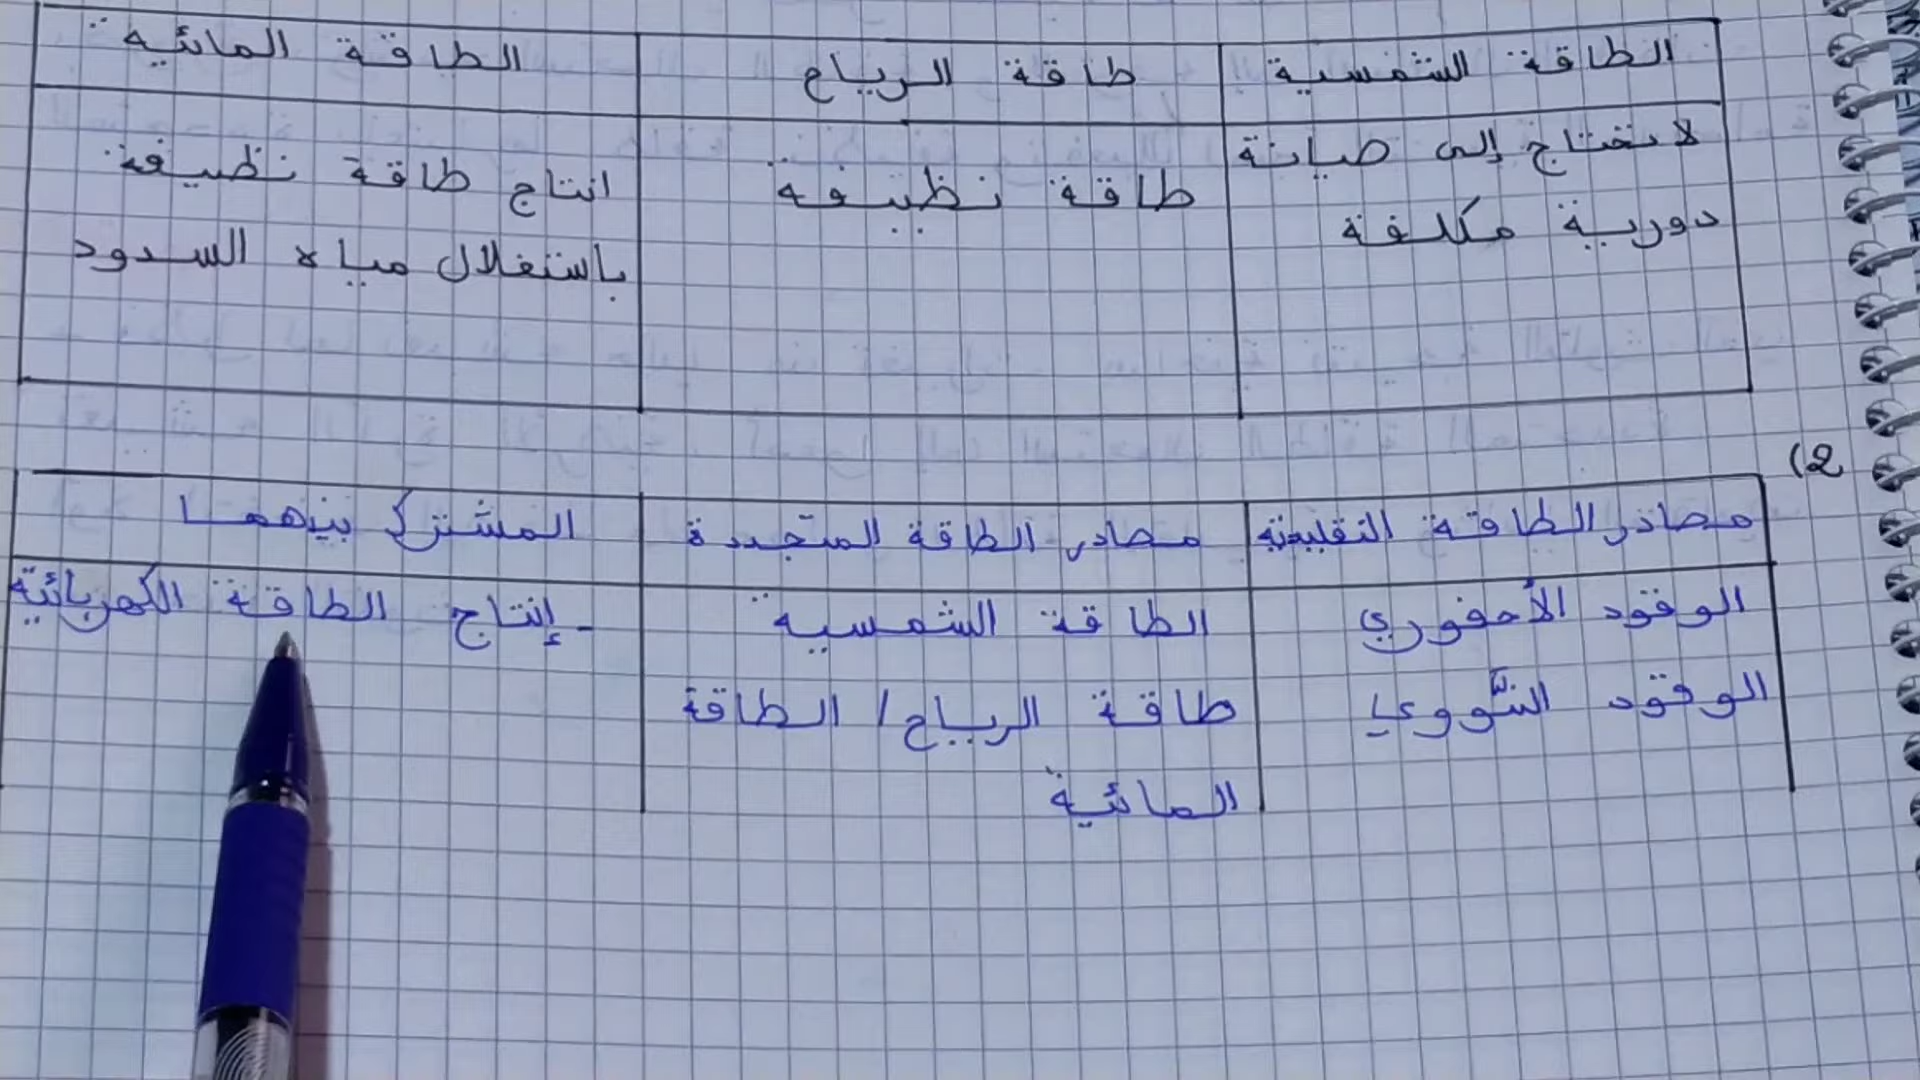 الطاقة الشمسية
طاقة الرياح
الطاقة المائية
لا تحتاج إلى صيانة
دورية مكلفة
طاقة نظيفة
انتاج طاقة نظيفة
باستغلال مياه السدود
2)
مصادر الطاقة التقليدية
مصادر الطاقة المتجددة
المشترك بينهما
الوقود الأحفوري
الوقود النّووي
الطاقة الشمسية
طاقة الرياح / الطاقة
المائية
- إنتاج الطاقة الكهربائية